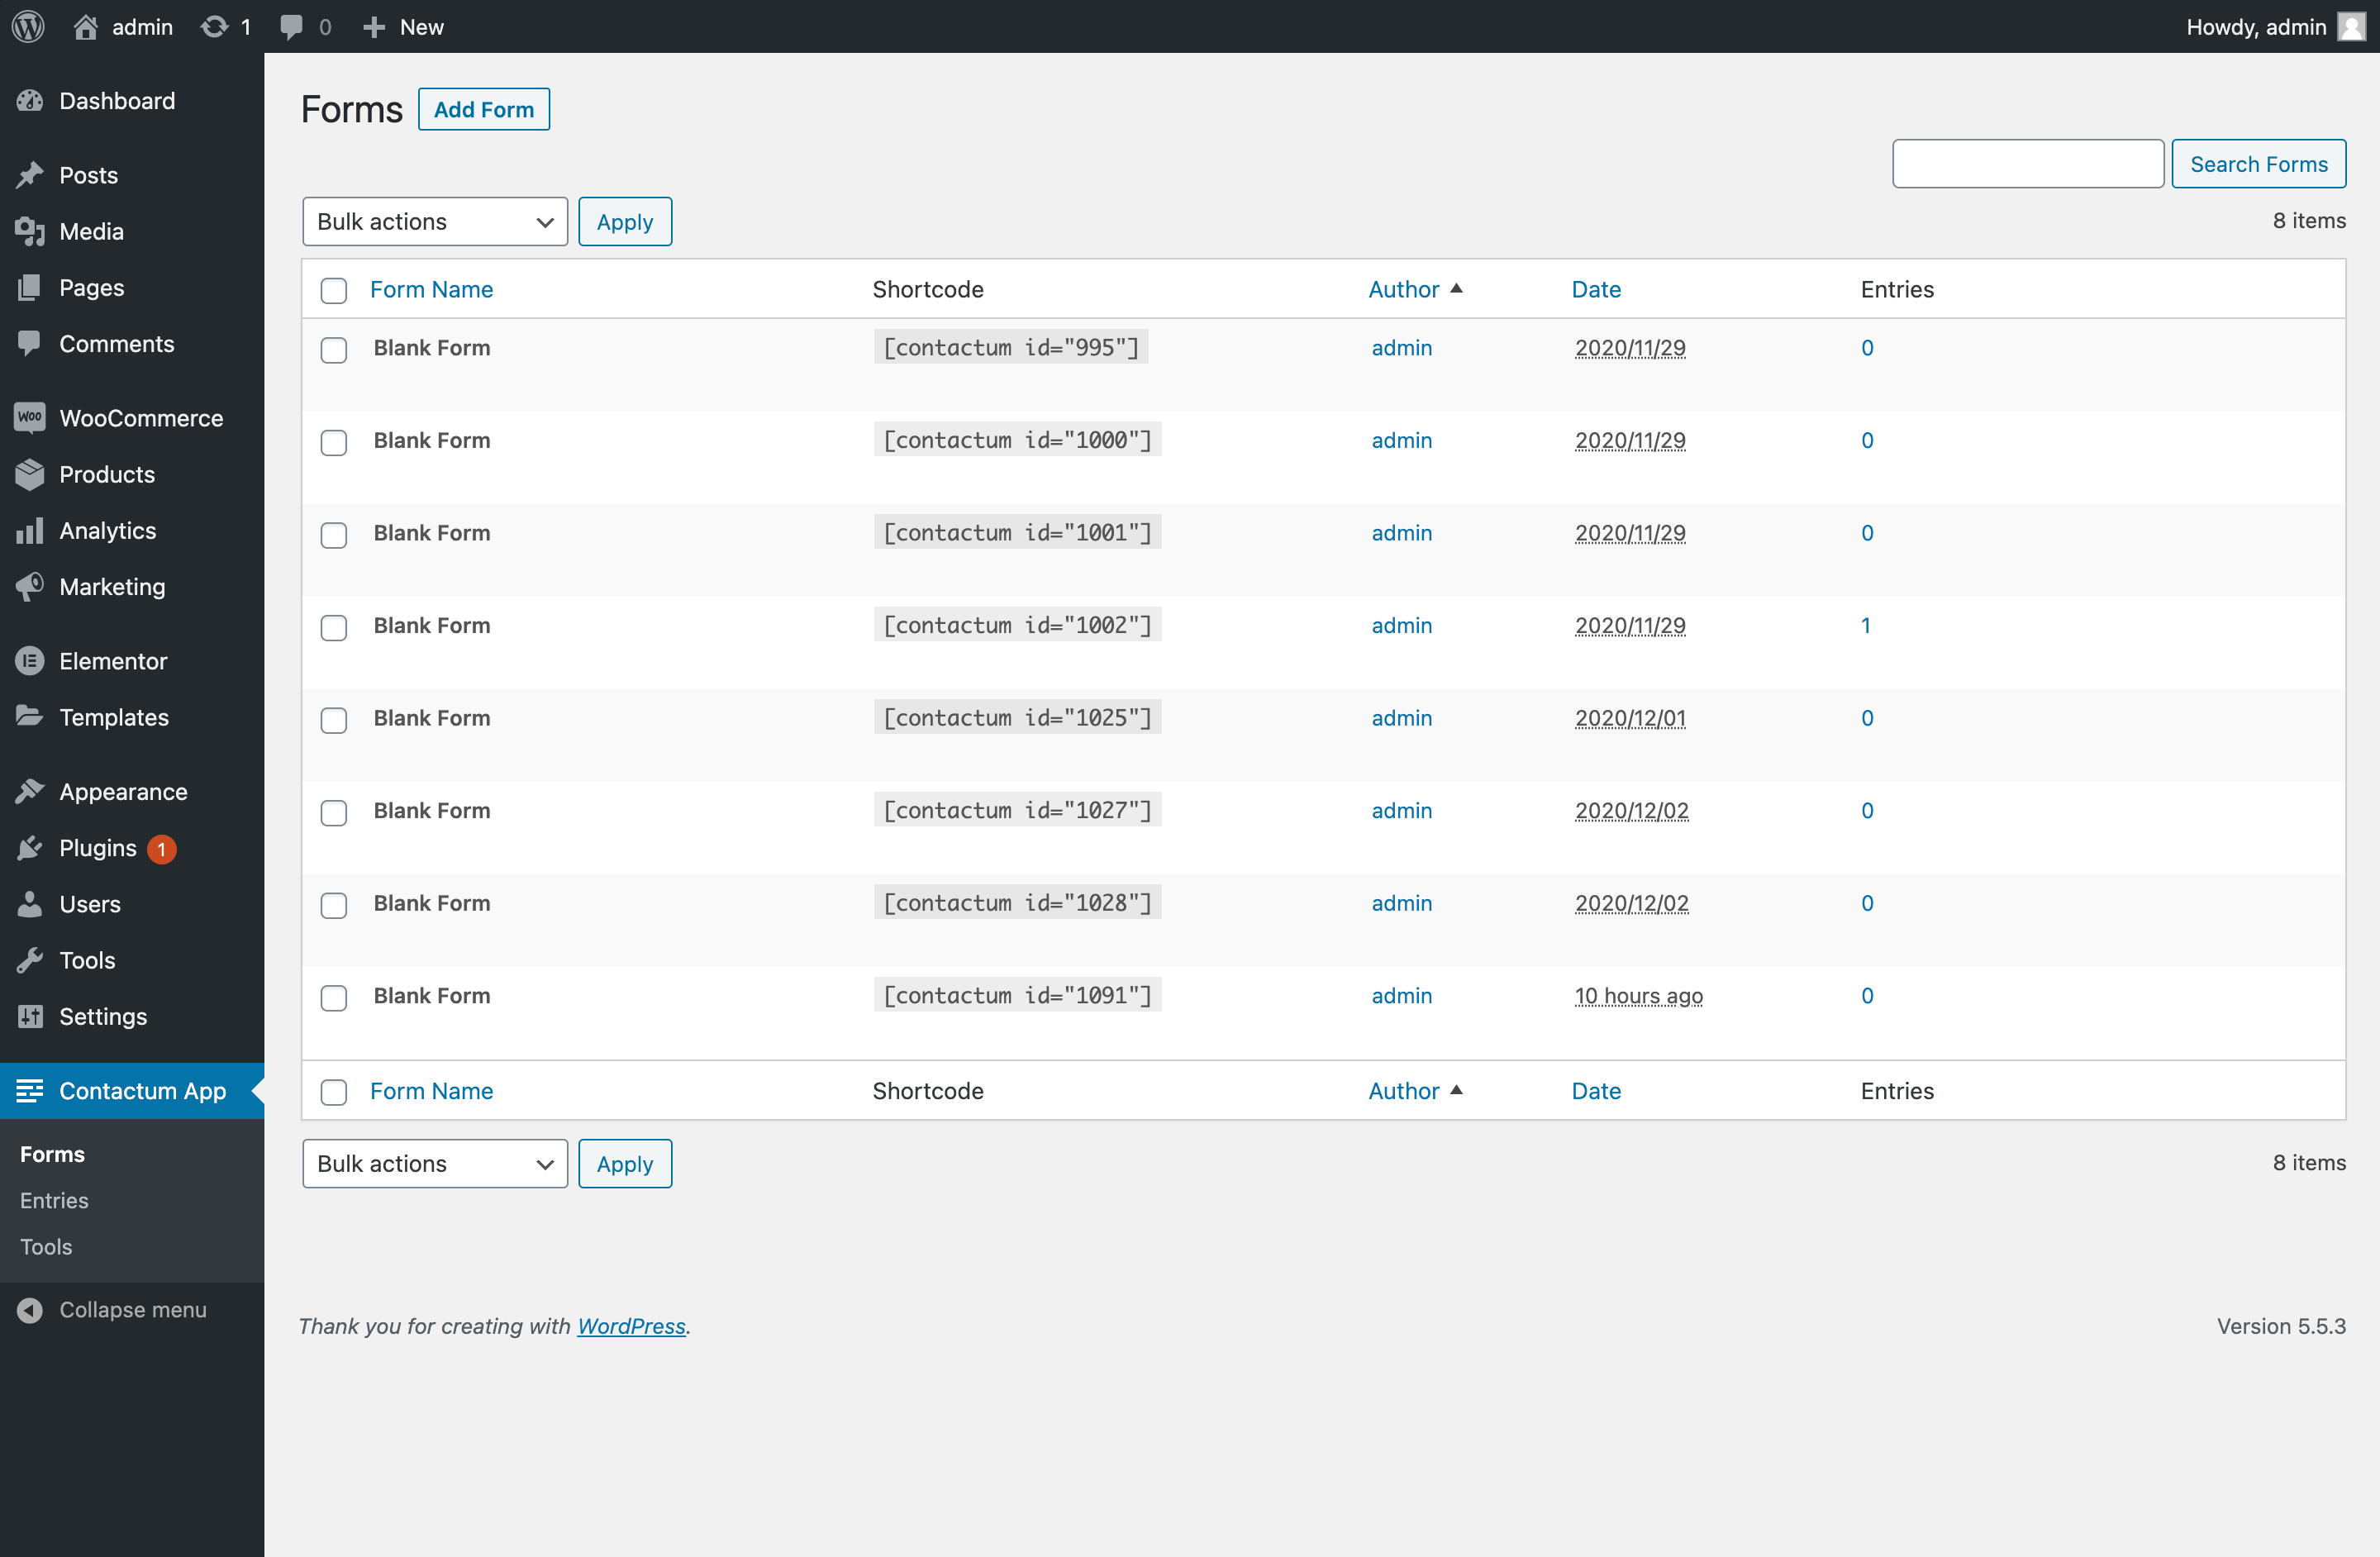 admin 1 0 New Howdy, admin
Dashboard
Posts
Media
Pages
Comments
WooCommerce
Products
Analytics
Marketing
Elementor
Templates
Appearance
Plugins 1
Users
Tools
Settings
Contactum App
Forms
Entries
Tools
Collapse menu
Forms Add Form
Search Forms
Bulk actions Apply 8 items
Form Name Shortcode Author Date Entries
Blank Form [contactum id="995"] admin 2020/11/29 0
Blank Form [contactum id="1000"] admin 2020/11/29 0
Blank Form [contactum id="1001"] admin 2020/11/29 0
Blank Form [contactum id="1002"] admin 2020/11/29 1
Blank Form [contactum id="1025"] admin 2020/12/01 0
Blank Form [contactum id="1027"] admin 2020/12/02 0
Blank Form [contactum id="1028"] admin 2020/12/02 0
Blank Form [contactum id="1091"] admin 10 hours ago 0
Form Name Shortcode Author Date Entries
Bulk actions Apply 8 items
Thank you for creating with WordPress. Version 5.5.3